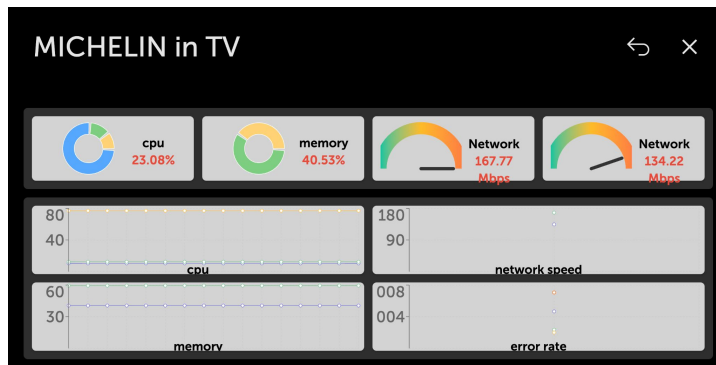 MICHELIN in TV
cpu
23.08%
memory
40.53%
Network
167.77
Mbps
Network
134.22
Mbps
80
40
cpu
180
90
network speed
60
30
memory
008
004
error rate